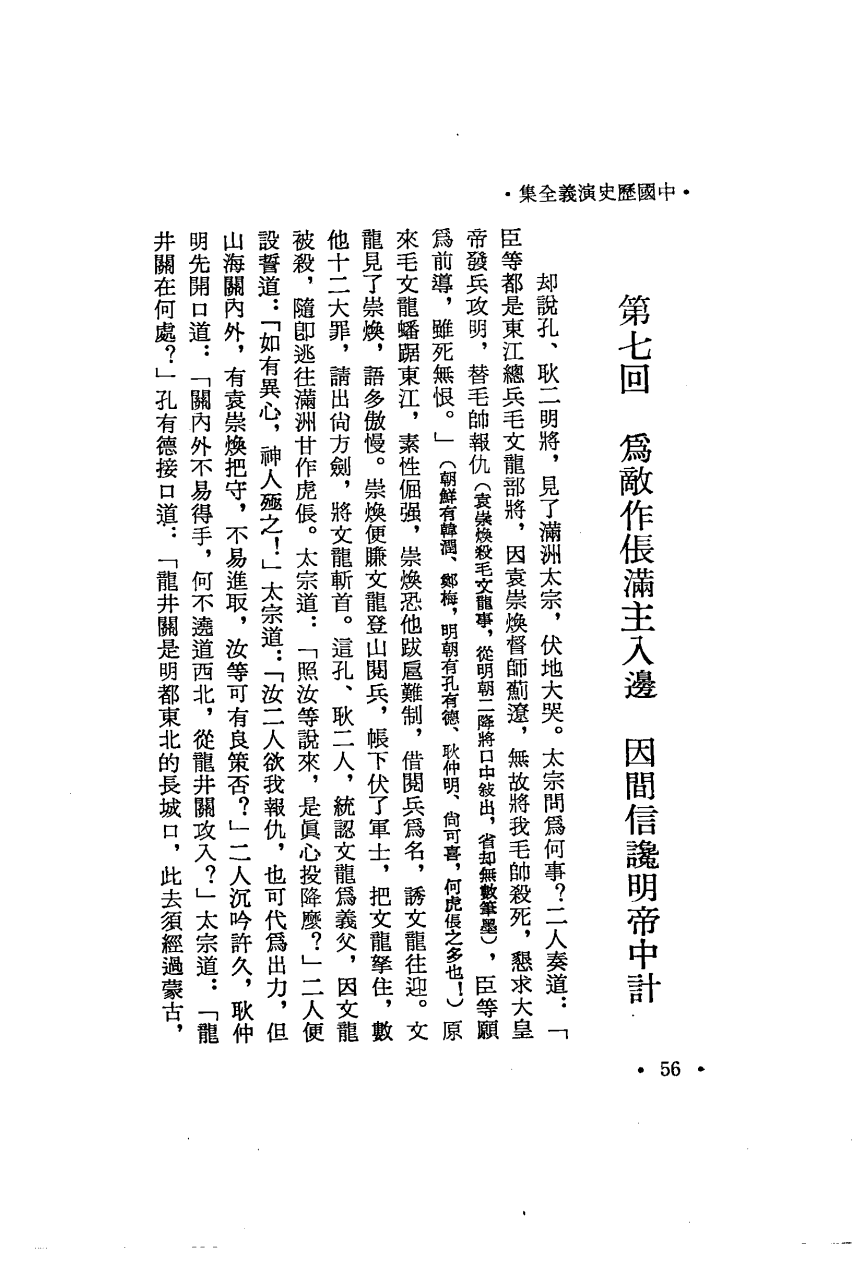 •中國歷史演義全集•
第七回　爲敵作倀滿主入邊　因間信讒明帝中計
却說孔、耿二明將，見了滿洲太宗，伏地大哭。太宗問爲何事？二人奏道：「
臣等都是東江總兵毛文龍部將，因袁崇煥督師薊遼，無故將我毛帥殺死，懇求大皇
帝發兵攻明，替毛帥報仇（袁崇煥殺毛文龍事，從明朝二降將口中敍出，省却無數筆墨），臣等願
爲前導，雖死無恨。」（朝鮮有韓潤、鄭梅，明朝有孔有德、耿仲明、尙可喜，何虎倀之多也！）原
來毛文龍蟠踞東江，素性倔强，崇煥恐他跋扈難制，借閱兵爲名，誘文龍往迎。文
龍見了崇煥，語多傲慢。崇煥便賺文龍登山閱兵，帳下伏了軍士，把文龍拏住，數
他十二大罪，請出尙方劍，將文龍斬首。這孔、耿二人，統認文龍爲義父，因文龍
被殺，隨卽逃往滿洲甘作虎倀。太宗道：「照汝等說來，是眞心投降麼？」二人便
設誓道：「如有異心，神人殛之！」太宗道：「汝二人欲我報仇，也可代爲出力，但
山海關內外，有袁崇煥把守，不易進取，汝等可有良策否？」二人沉吟許久，耿仲
明先開口道：「關內外不易得手，何不遶道西北，從龍井關攻入？」太宗道：「龍
井關在何處？」孔有德接口道：「龍井關是明都東北的長城口，此去須經過蒙古，
•56•